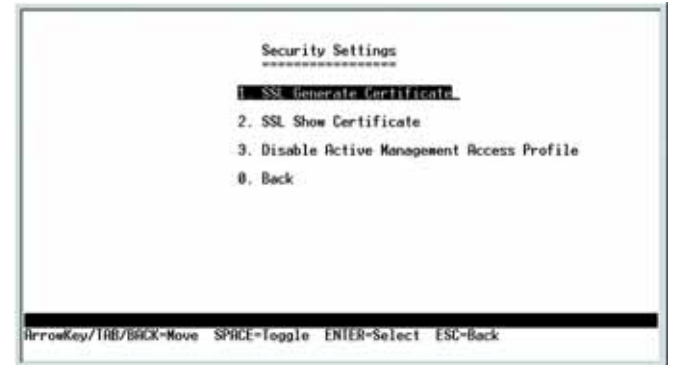 Security Settings
=================
1. SSL Generate Certificate
2. SSL Show Certificate
3. Disable Active Management Access Profile
0. Back
ArrowKey/TAB/BACK=Move  SPACE=Toggle  ENTER=Select  ESC=Back